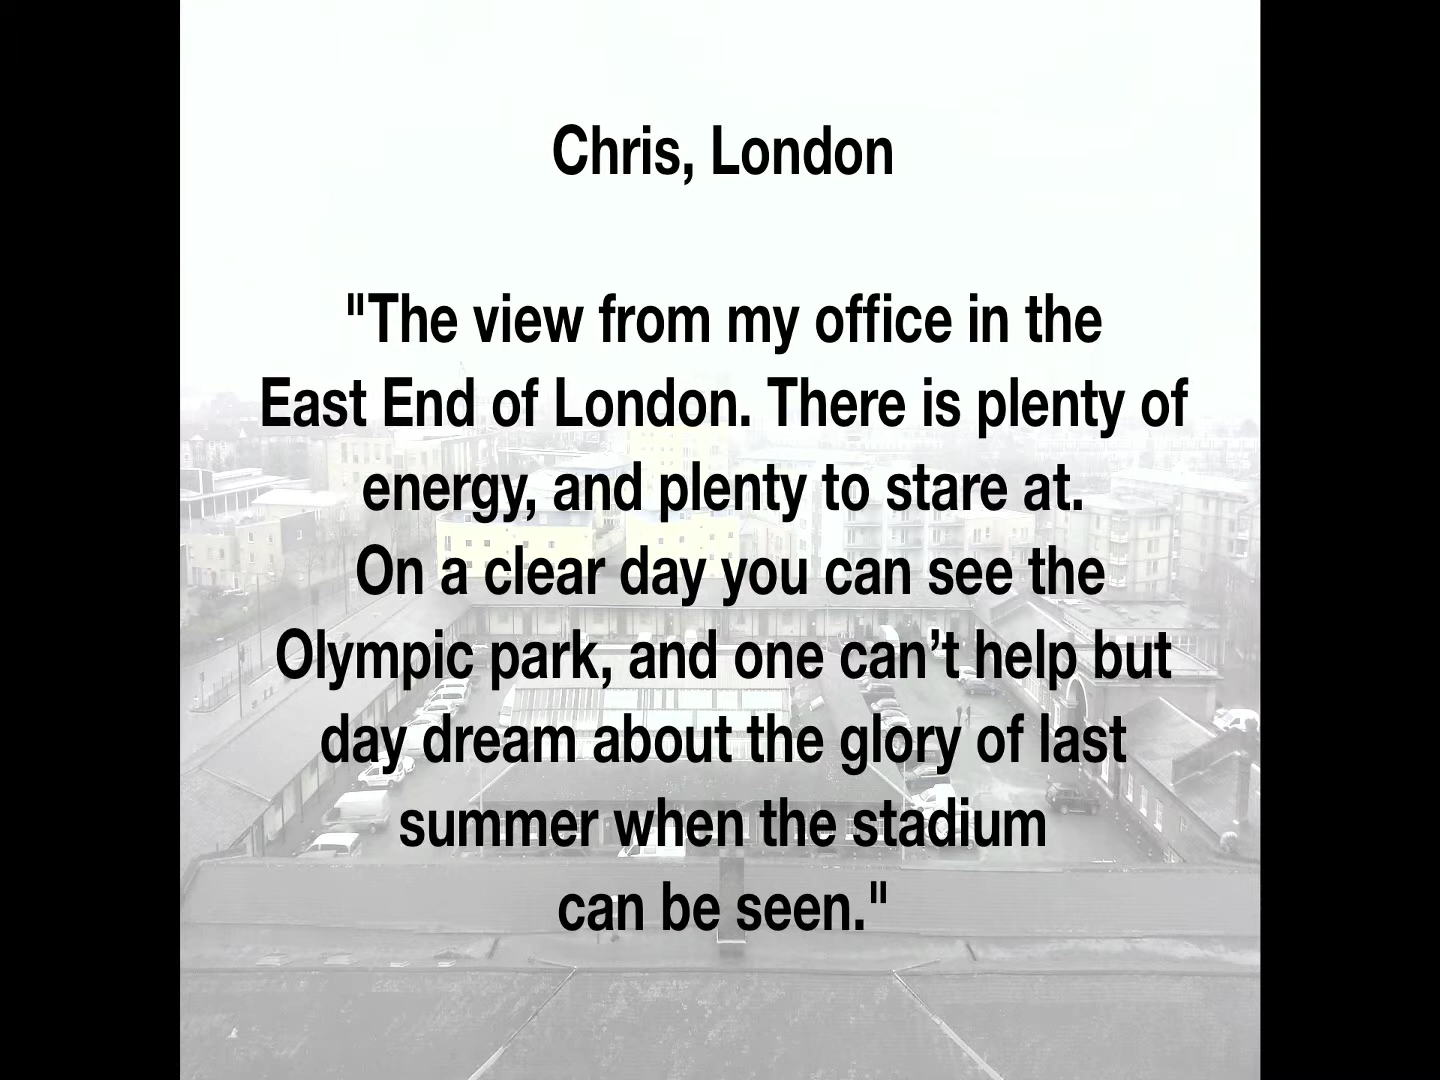 Chris, London
"The view from my office in the
East End of London. There is plenty of
energy, and plenty to stare at.
On a clear day you can see the
Olympic park, and one can’t help but
day dream about the glory of last
summer when the stadium
can be seen."